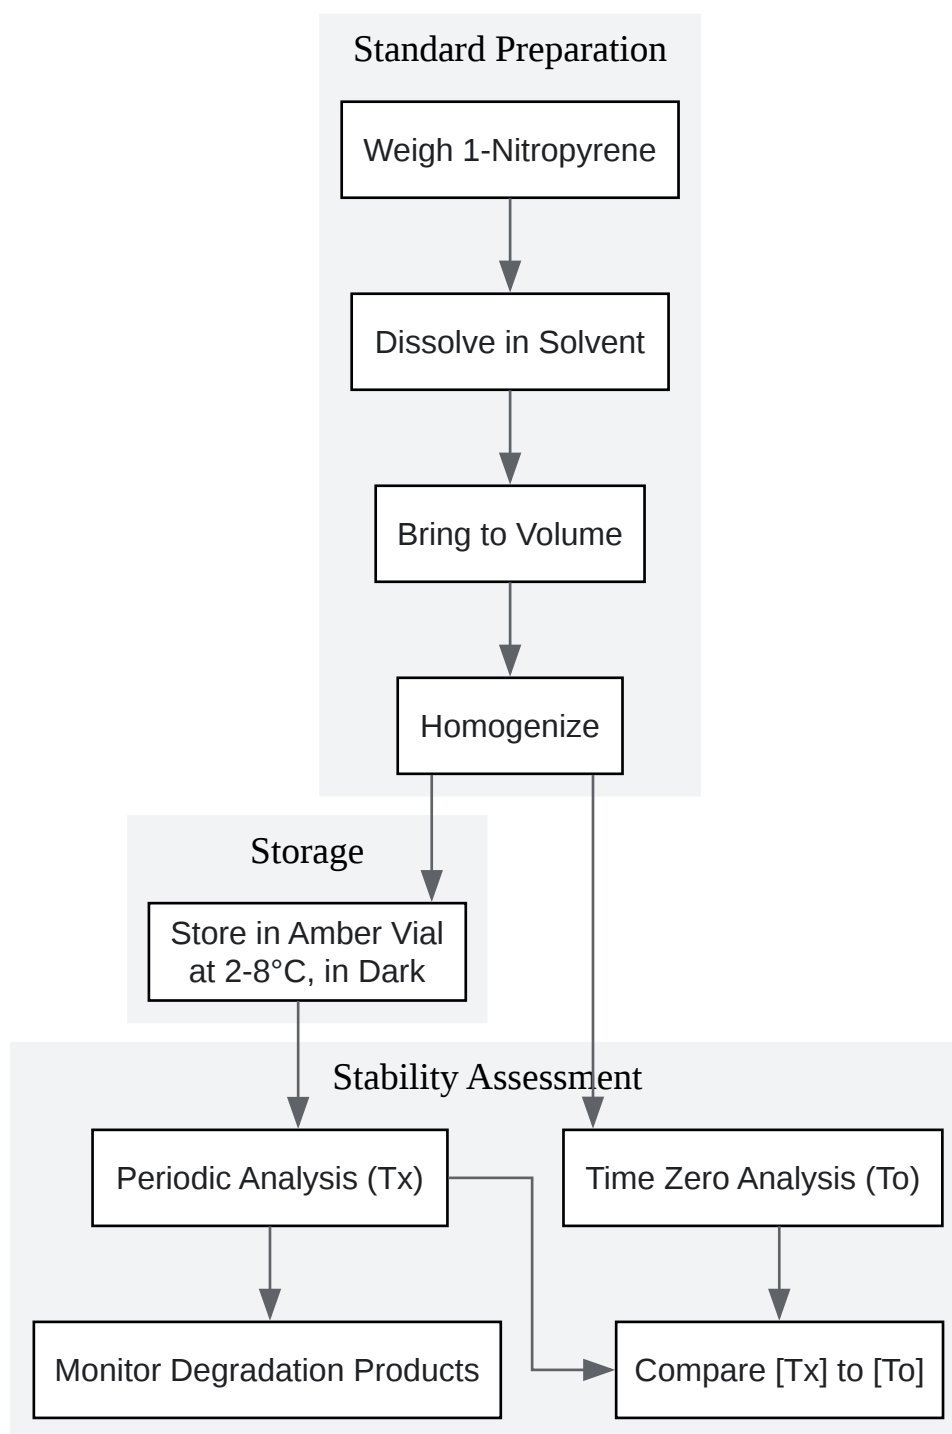 Standard Preparation
Weigh 1-Nitropyrene
Dissolve in Solvent
Bring to Volume
Homogenize
Storage
Store in Amber Vial
at 2-8°C, in Dark
Stability Assessment
Periodic Analysis (Tx)
Time Zero Analysis (To)
Monitor Degradation Products
Compare [Tx] to [To]